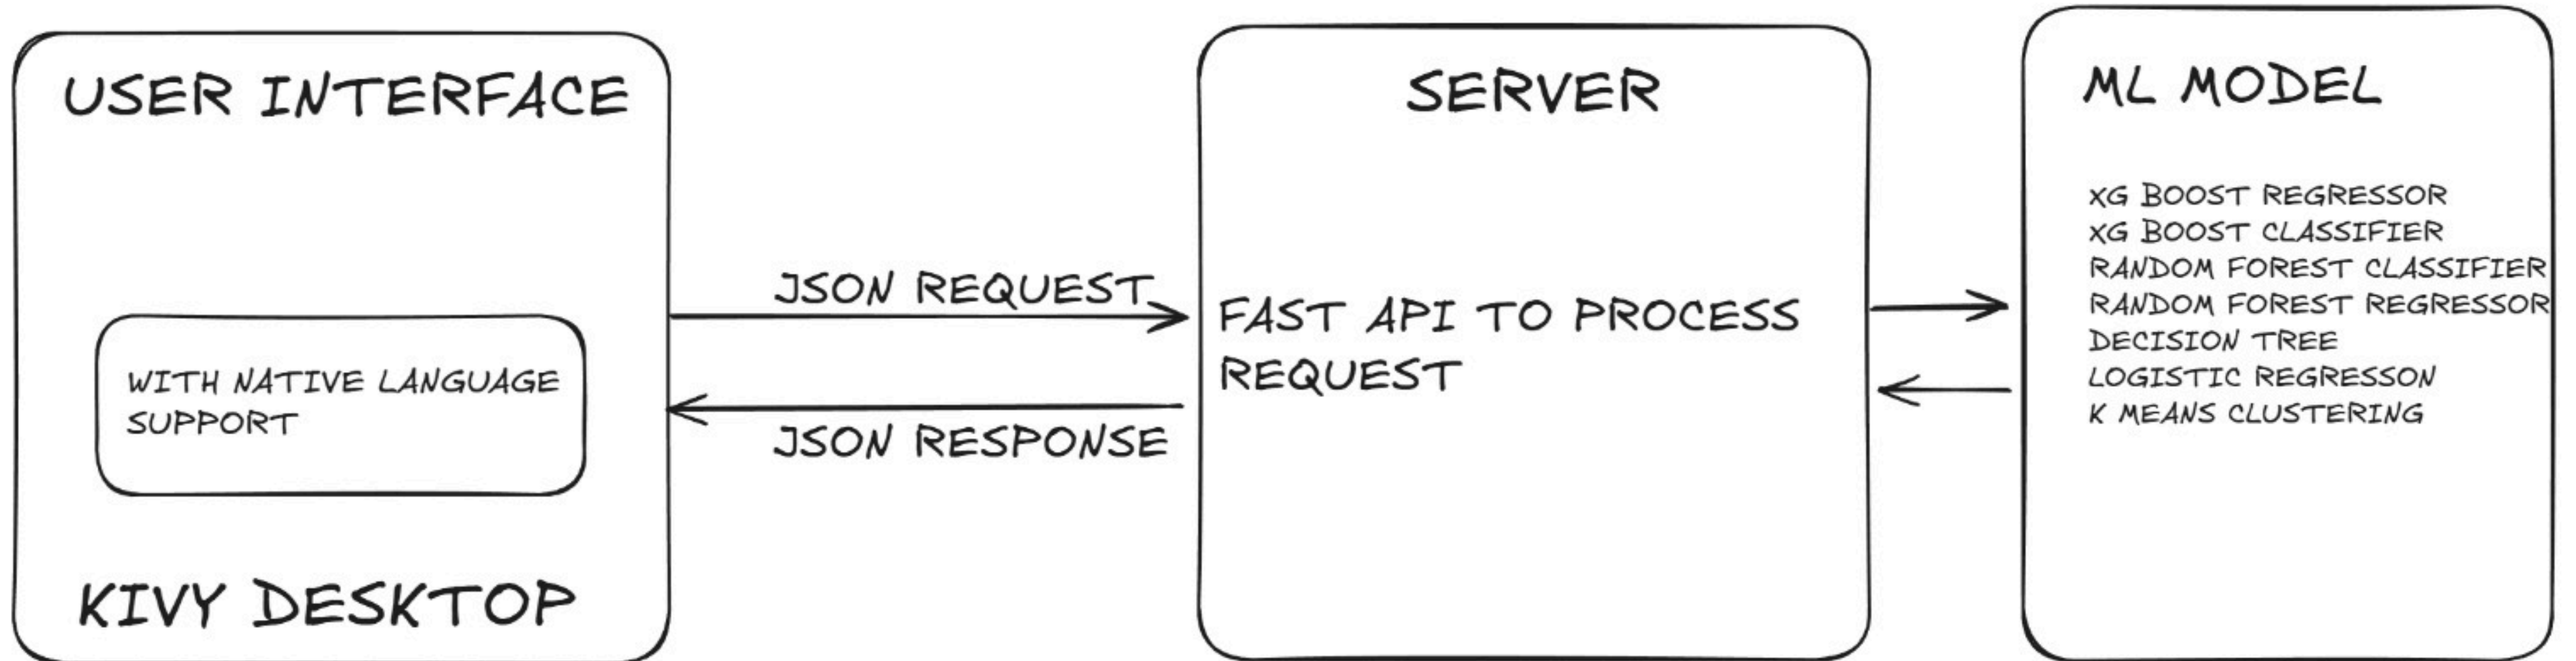 USER INTERFACE
WITH NATIVE LANGUAGE
SUPPORT
KIVY DESKTOP
JSON REQUEST
JSON RESPONSE
SERVER
FAST API TO PROCESS
REQUEST
ML MODEL
XG BOOST REGRESSOR
XG BOOST CLASSIFIER
RANDOM FOREST CLASSIFIER
RANDOM FOREST REGRESSOR
DECISION TREE
LOGISTIC REGRESSON
K MEANS CLUSTERING